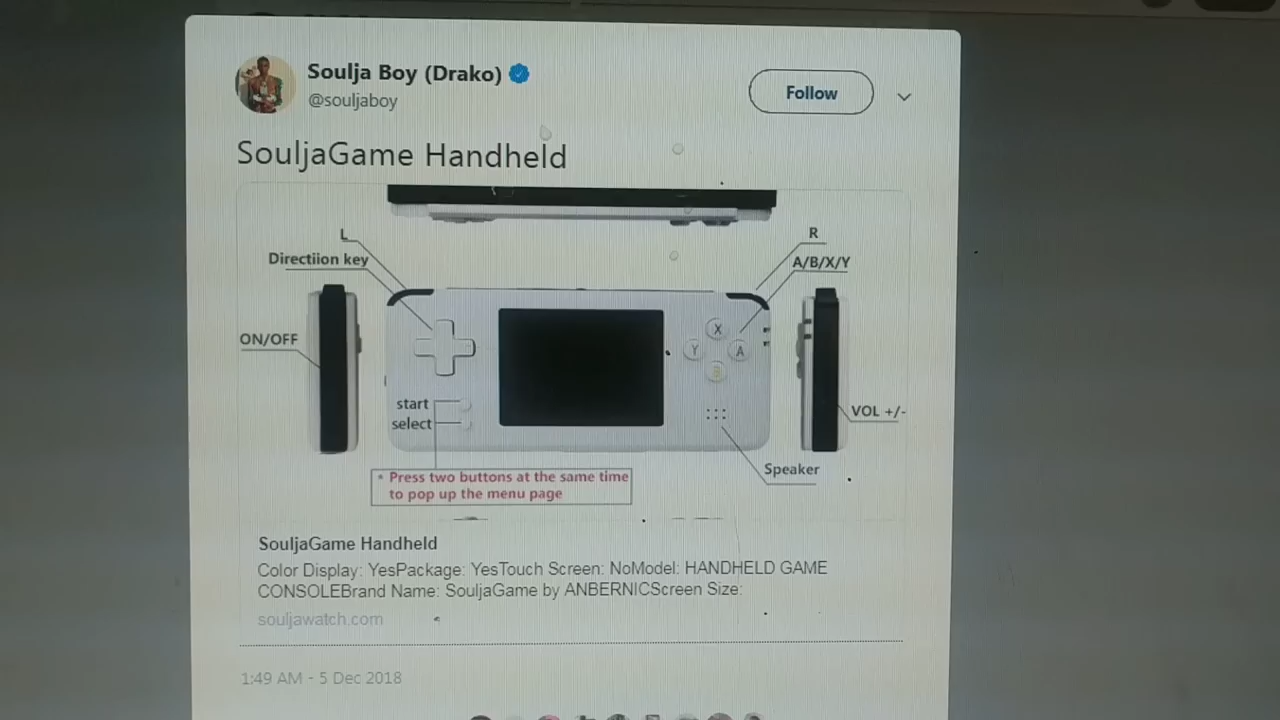 Soulja Boy (Drako)
@souljaboy
Follow
SouljaGame Handheld
L
R
Directiion key
A/B/X/Y
ON/OFF
X
Y
A
B
start
select
VOL +/-
Speaker
* Press two buttons at the same time
to pop up the menu page
SouljaGame Handheld
Color Display: YesPackage: YesTouch Screen: NoModel: HANDHELD GAME
CONSOLEBrand Name: SouljaGame by ANBERNICScreen Size:
souljawatch.com
1:49 AM - 5 Dec 2018